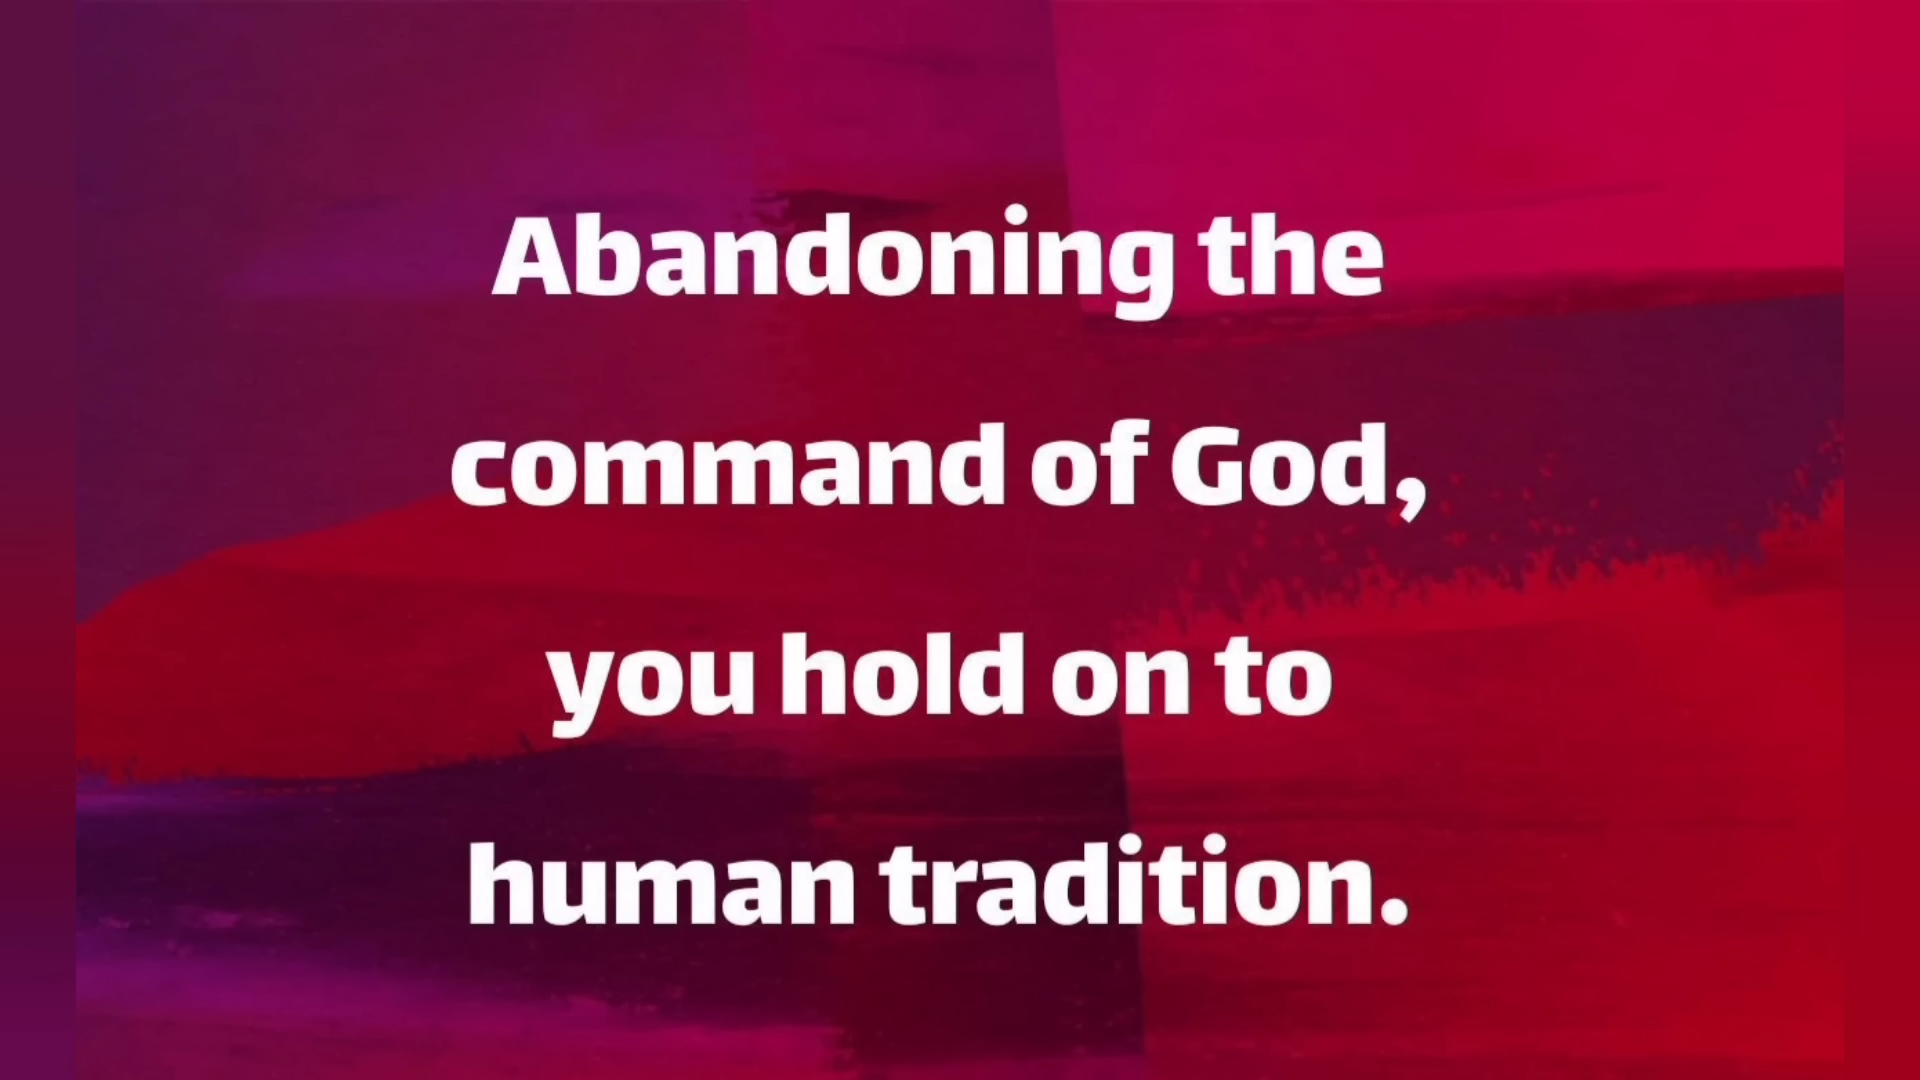 Abandoning the
command of God,
you hold on to
human tradition.